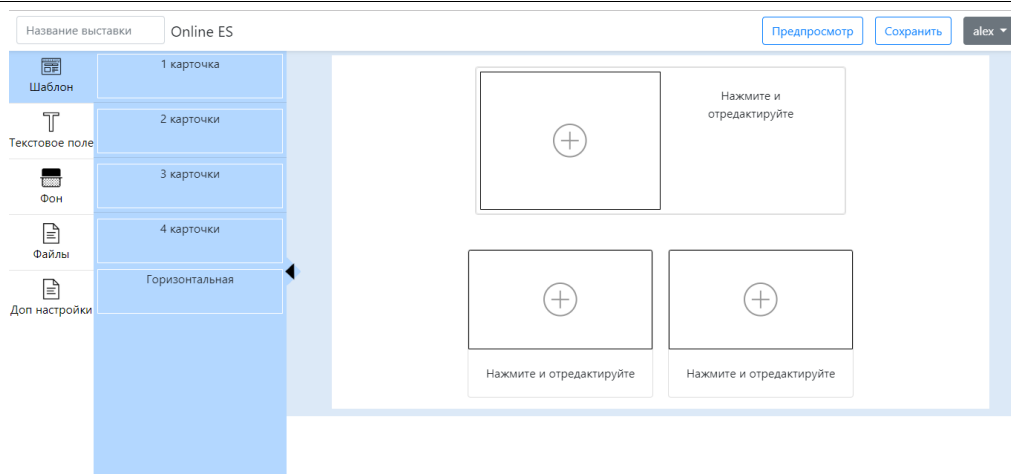 Название выставки
Online ES
Предпросмотр
Сохранить
alex
Шаблон
Текстовое поле
Фон
Файлы
Доп настройки
1 карточка
2 карточки
3 карточки
4 карточки
Горизонтальная
Нажмите и
отредактируйте
Нажмите и отредактируйте
Нажмите и отредактируйте